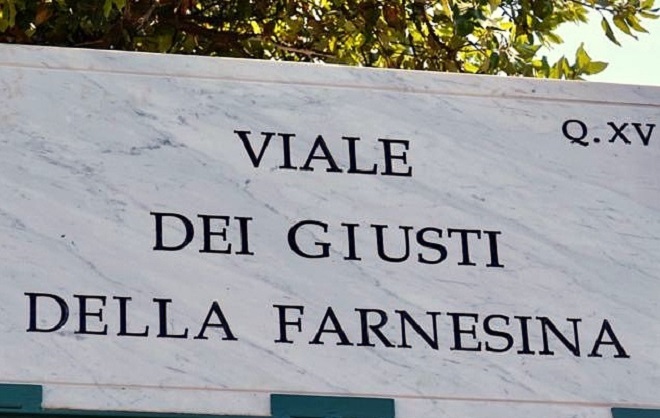 Q.XV
VIALE
DEI GIUSTI
DELLA FARNESINA